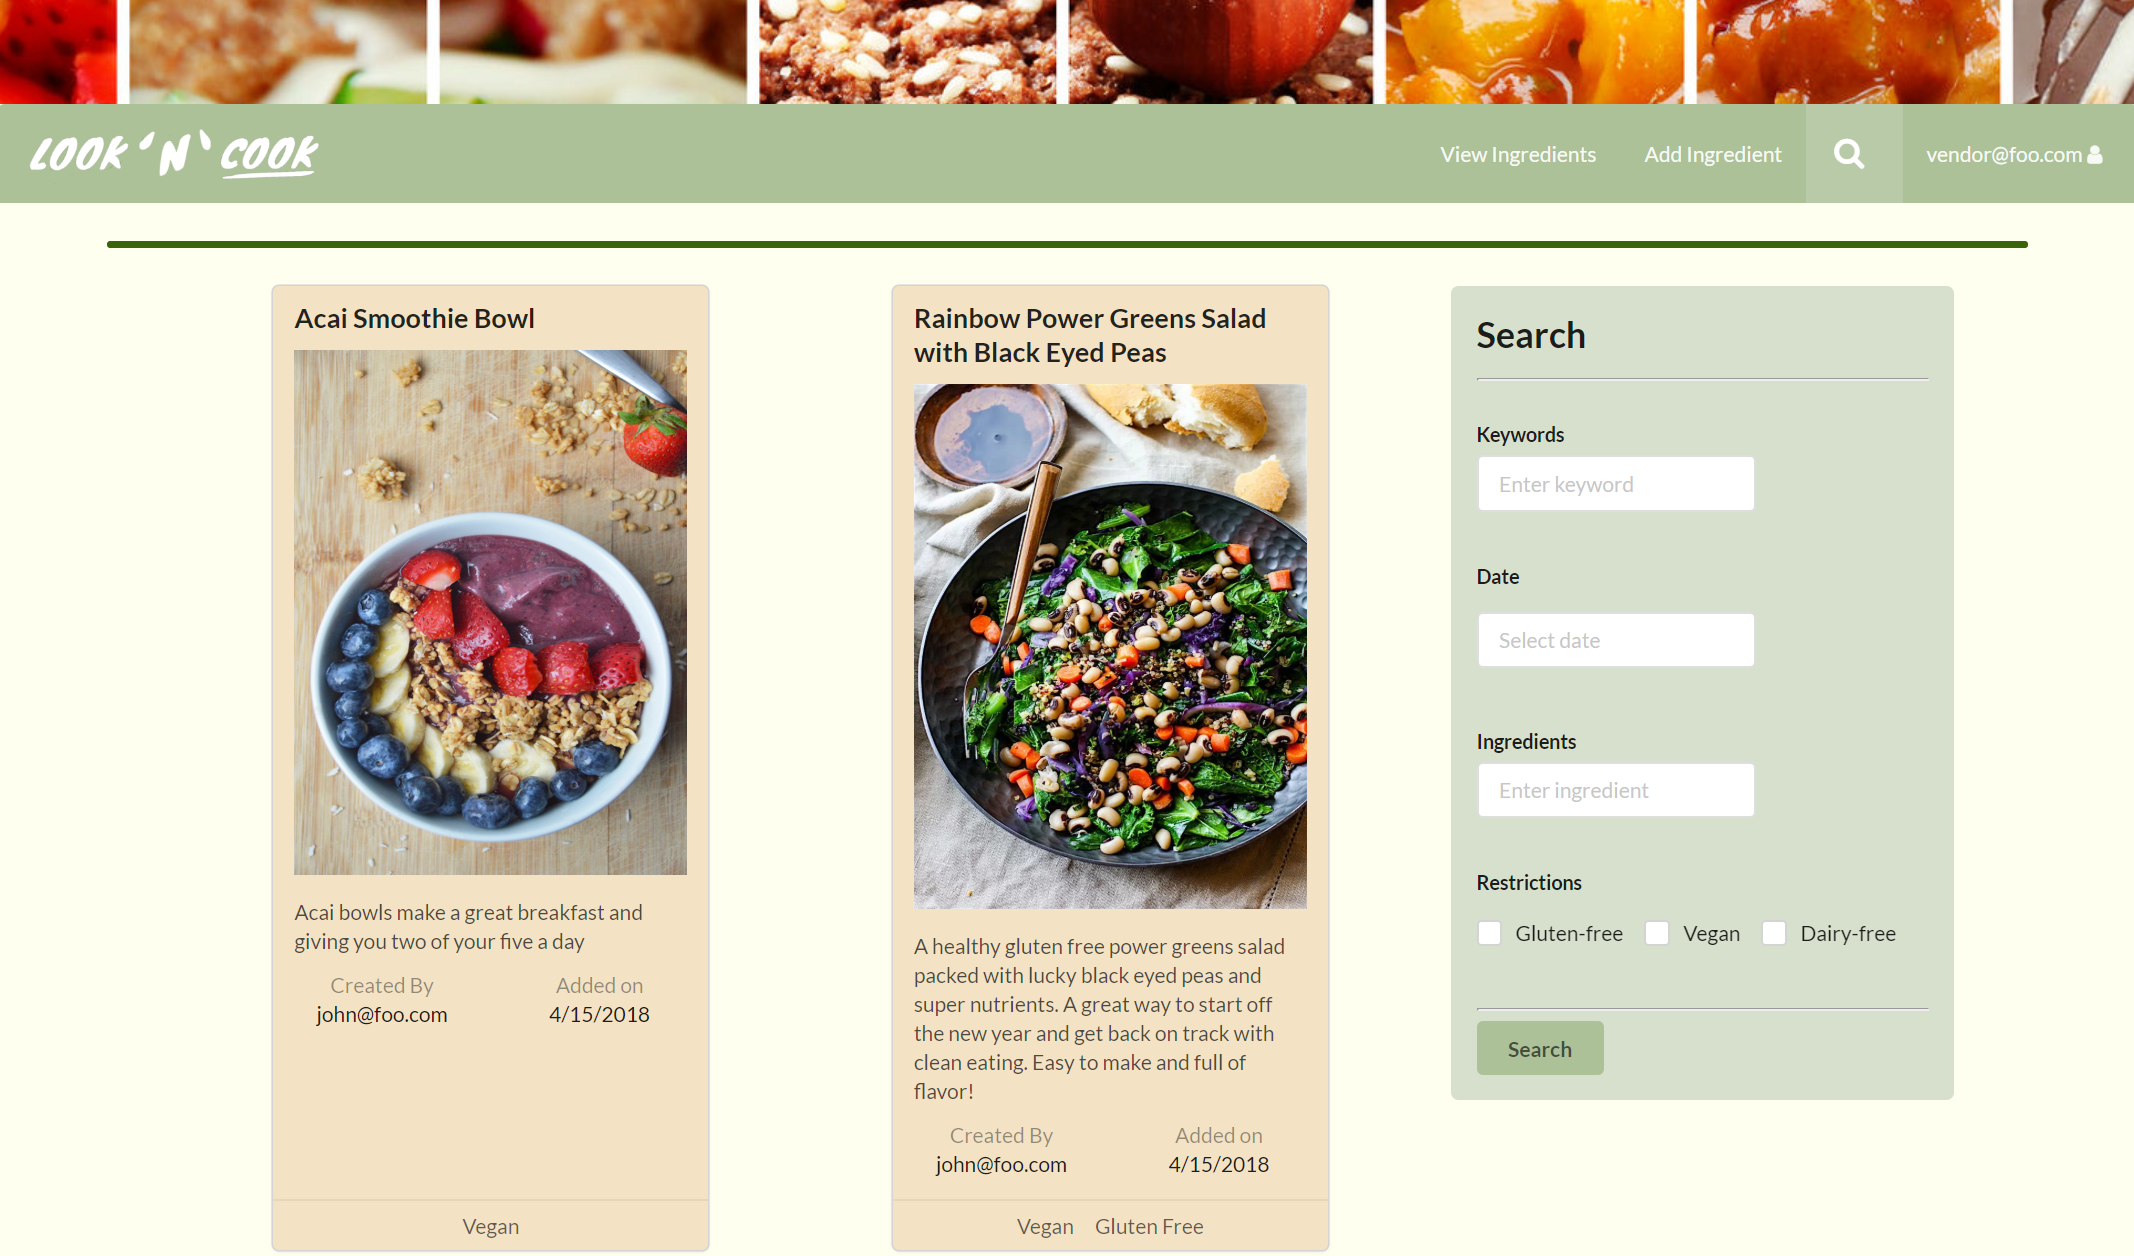 LOOK 'N' COOK
View Ingredients
Add Ingredient
vendor@foo.com
Acai Smoothie Bowl
Acai bowls make a great breakfast and
giving you two of your five a day
Created By
Added on
john@foo.com
4/15/2018
Vegan
Rainbow Power Greens Salad
with Black Eyed Peas
A healthy gluten free power greens salad
packed with lucky black eyed peas and
super nutrients. A great way to start off
the new year and get back on track with
clean eating. Easy to make and full of
flavor!
Created By
Added on
john@foo.com
4/15/2018
Vegan Gluten Free
Search
Keywords
Enter keyword
Date
Select date
Ingredients
Enter ingredient
Restrictions
Gluten-free Vegan Dairy-free
Search